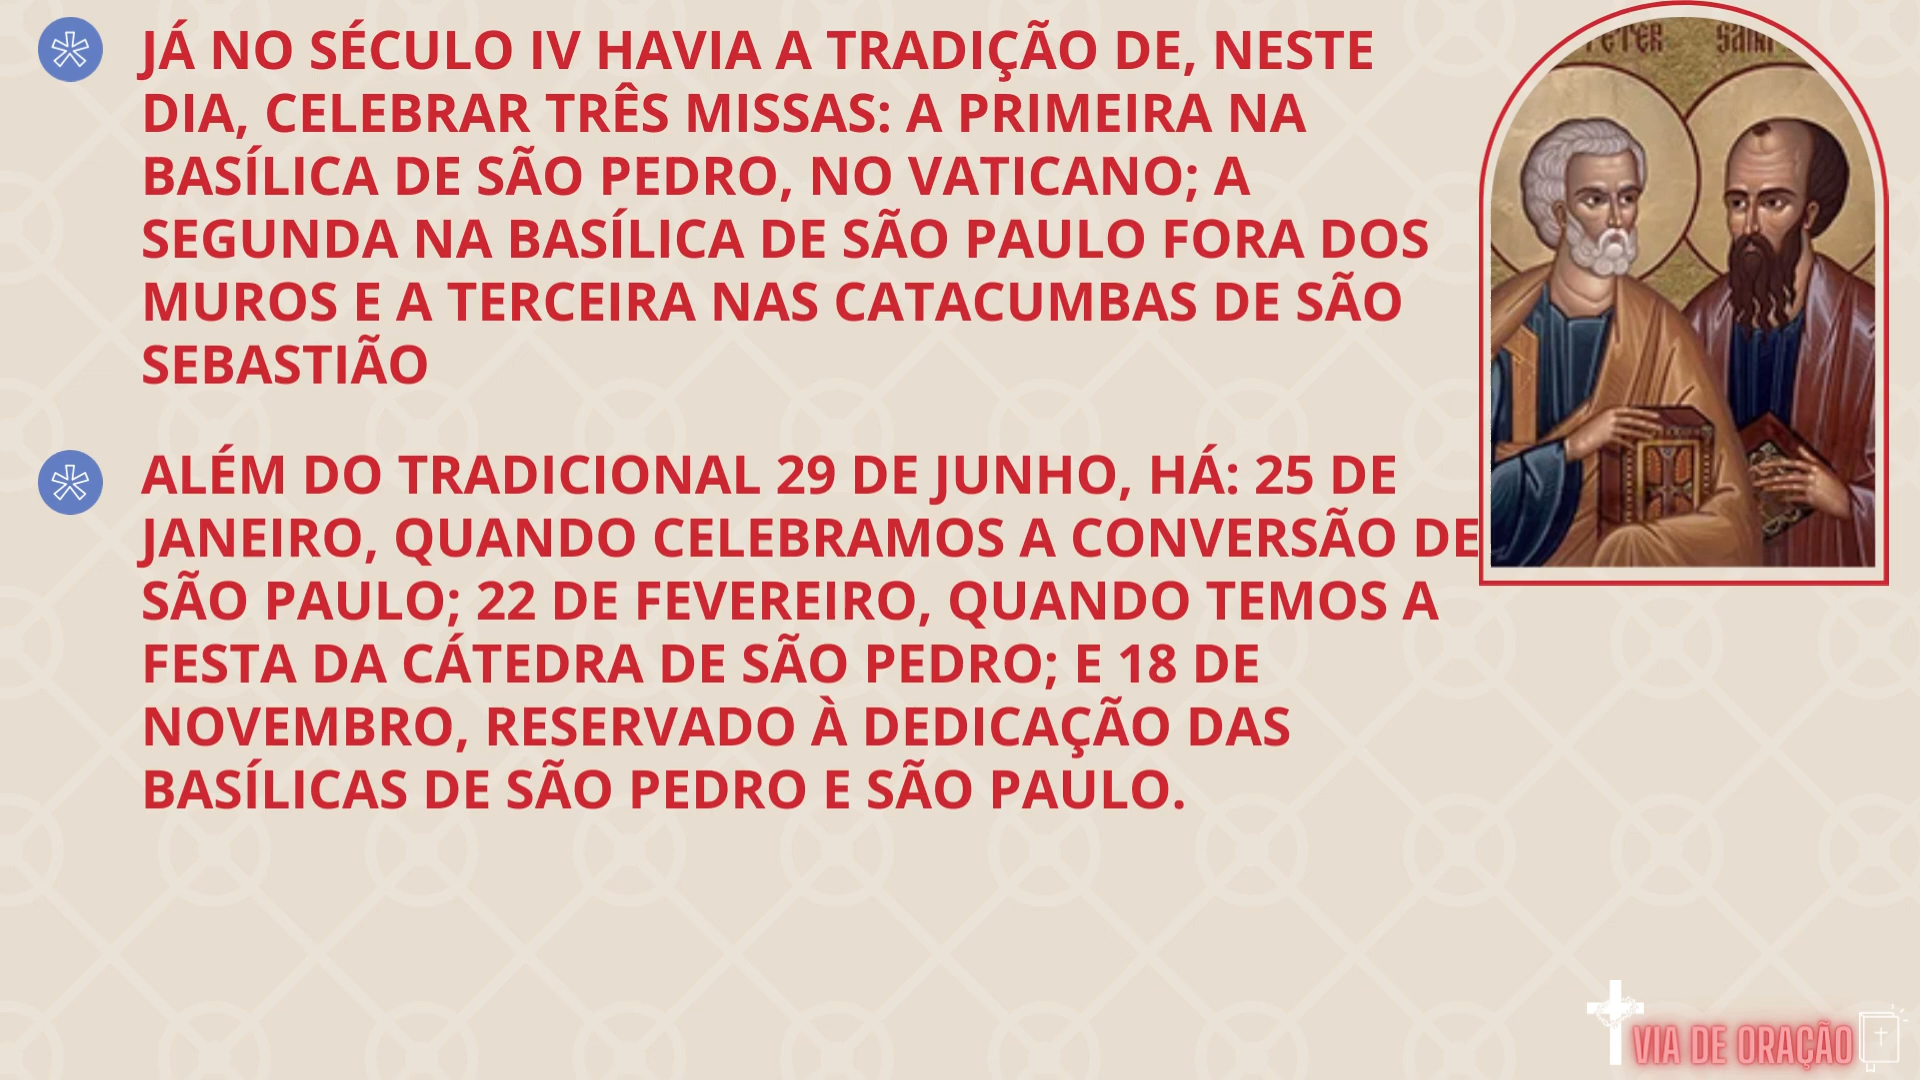 JÁ NO SÉCULO IV HAVIA A TRADIÇÃO DE, NESTE
DIA, CELEBRAR TRÊS MISSAS: A PRIMEIRA NA
BASÍLICA DE SÃO PEDRO, NO VATICANO; A
SEGUNDA NA BASÍLICA DE SÃO PAULO FORA DOS
MUROS E A TERCEIRA NAS CATACUMBAS DE SÃO
SEBASTIÃO
ALÉM DO TRADICIONAL 29 DE JUNHO, HÁ: 25 DE
JANEIRO, QUANDO CELEBRAMOS A CONVERSÃO DE
SÃO PAULO; 22 DE FEVEREIRO, QUANDO TEMOS A
FESTA DA CÁTEDRA DE SÃO PEDRO; E 18 DE
NOVEMBRO, RESERVADO À DEDICAÇÃO DAS
BASÍLICAS DE SÃO PEDRO E SÃO PAULO.
VIA DE ORAÇÃO